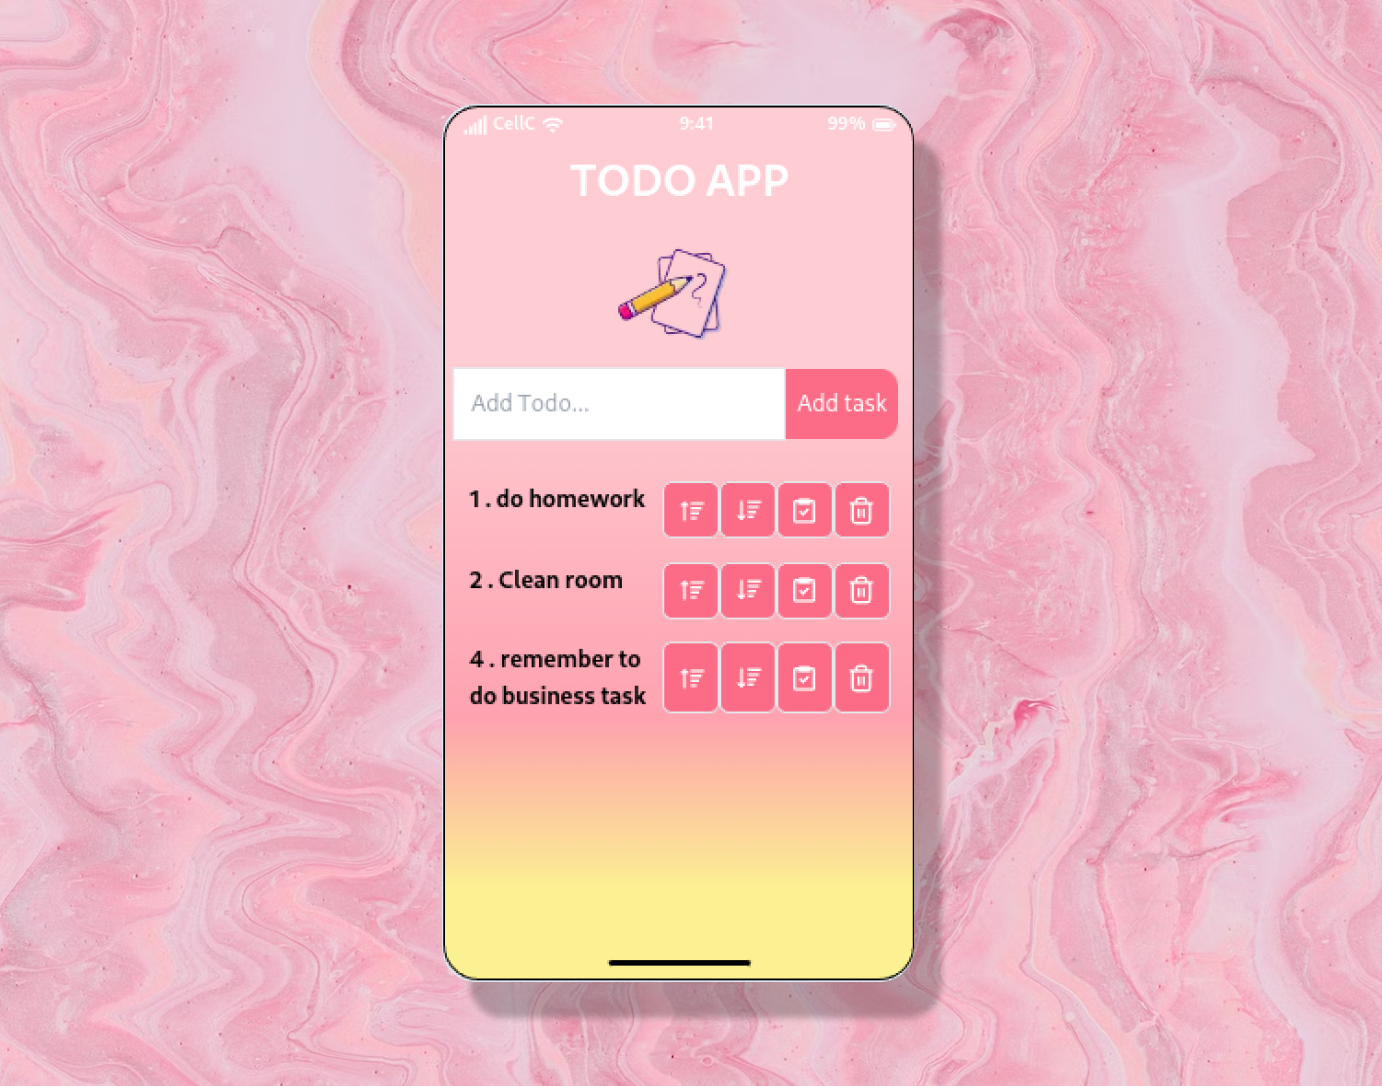 CellC 9:41 99%
TODO APP
Add Todo... Add task
1 . do homework
2 . Clean room
4 . remember to
do business task